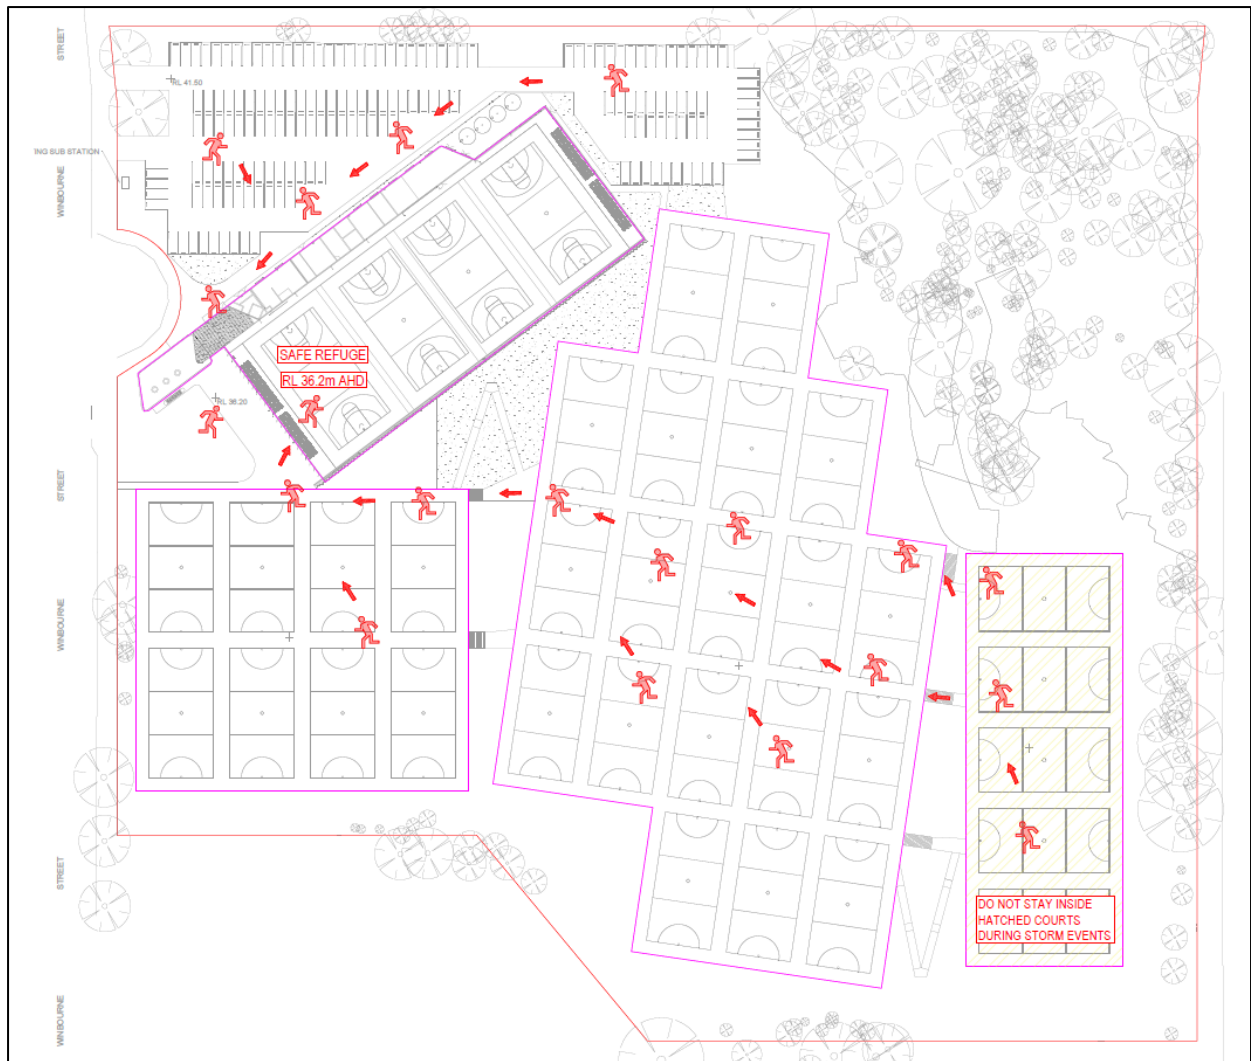 STREET
RL 41.50
ING SUB STATION
WINBOURNE
SAFE REFUGE
RL 36.2m AHD
RL 36.20
STREET
WINBOURNE
STREET
DO NOT STAY INSIDE
HATCHED COURTS
DURING STORM EVENTS
WINBOURNE